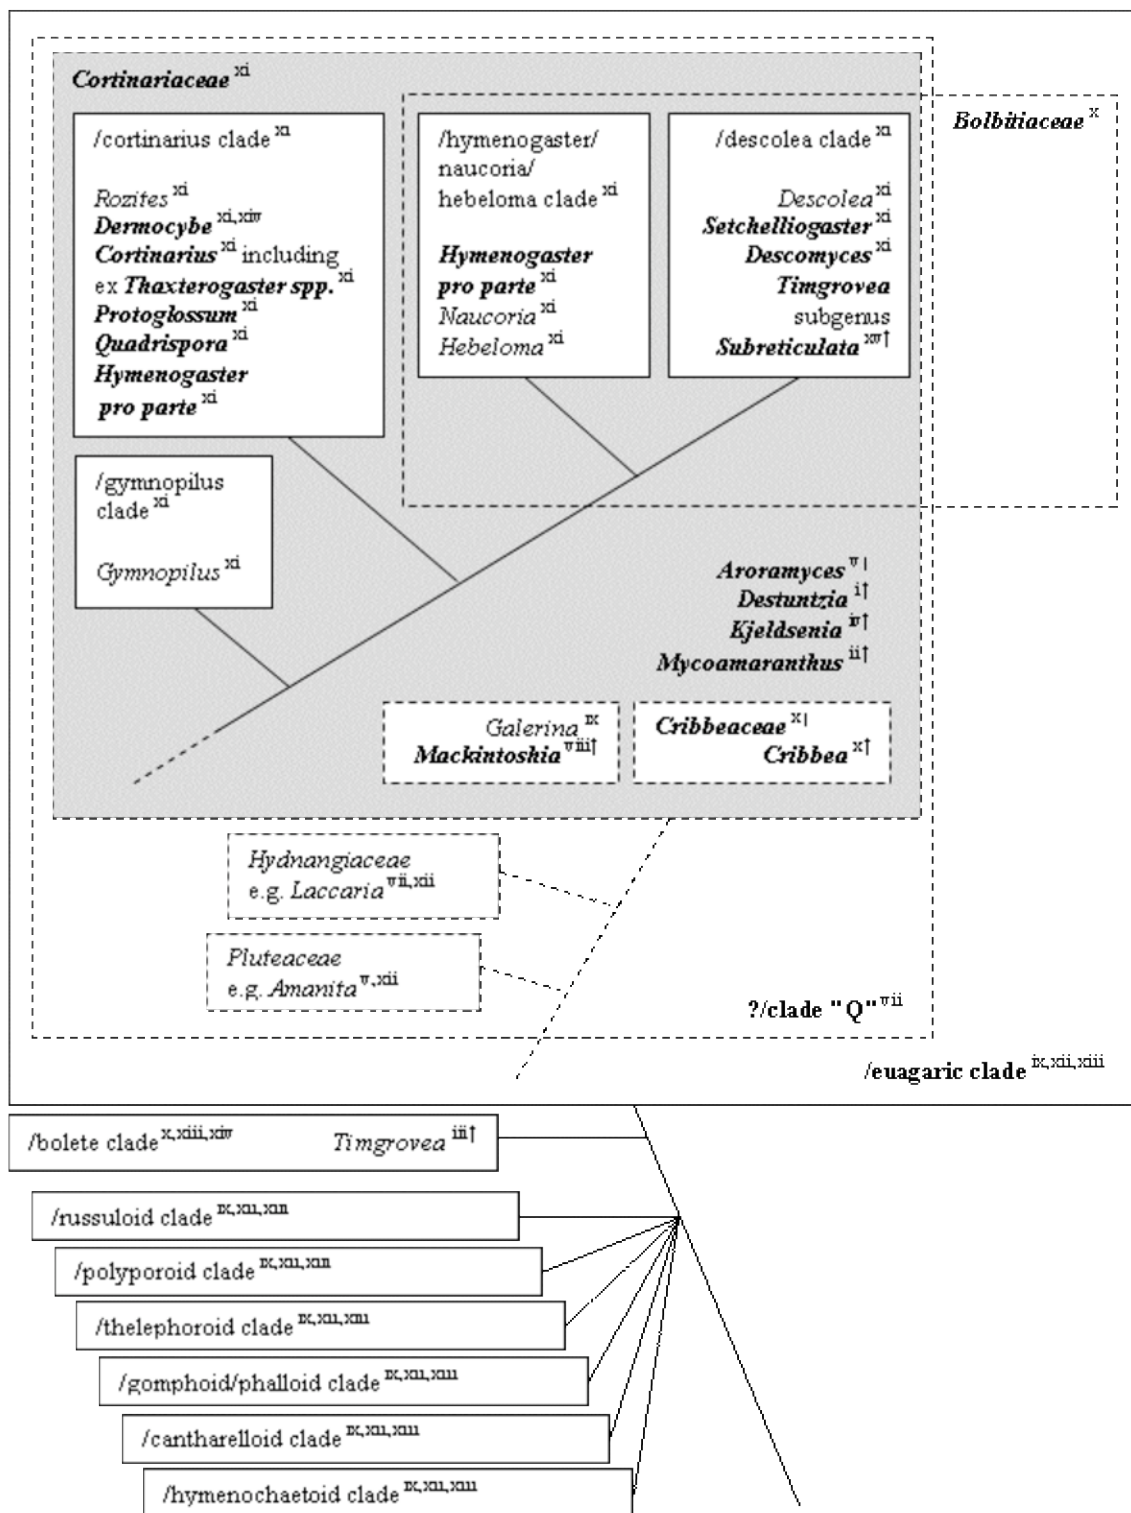 Cortinariaceae xi
/cortinarius clade xi
Rozites xi
Dermocybe xi,xiv
Cortinarius xi including
ex Thaxterogaster spp. xi
Protoglossum xi
Quadrispora xi
Hymenogaster
pro parte xi
/hymenogaster/
naucoria/
hebeloma clade xi
Hymenogaster
pro parte xi
Naucoria xi
Hebeloma xi
/descolea clade xi
Descolea xi
Setchelliogaster xi
Descomyces xi
Timgrovea
subgenus
Subreticulata xv↑
Bolbitiaceae x
/gymnopilus
clade xi
Gymnopilus xi
Aroramyces v|
Destuntzia i↑
Kjeldsenia iv↑
Mycoamaranthus ii↑
Galerina ix
Mackintoshia viii↑
Cribbeaceae x|
Cribbea x↑
Hydnangiaceae
e.g. Laccaria vii,xii
Pluteaceae
e.g. Amanita v,xii
?/clade "Q" vii
/euagaric clade ix,xii,xiii
/bolete clade x,xiii,xiv Timgrovea iii↑
/russuloid clade ix,xii,xiii
/polyporoid clade ix,xii,xiii
/thelephoroid clade ix,xii,xiii
/gomphoid/phalloid clade ix,xii,xiii
/cantharelloid clade ix,xii,xiii
/hymenochaetoid clade ix,xii,xiii